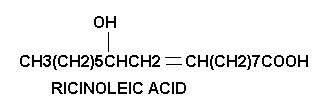 OH
CH3(CH2)5CHCH2 CH(CH2)7COOH
RICINOLEIC ACID